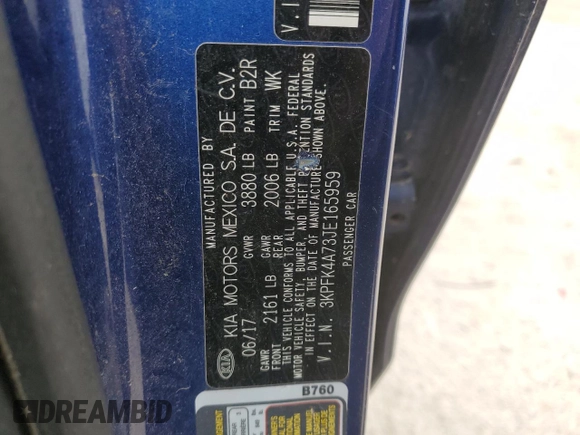 MANUFACTURED BY
KIA KIA MOTORS MEXICO S.A. DE C.V.
06/17 GVWR 3880 LB PAINT B2R
GAWR FRONT 2161 LB GAWR REAR 2006 LB TRIM WK
THIS VEHICLE CONFORMS TO ALL APPLICABLE U.S.A. FEDERAL
MOTOR VEHICLE SAFETY, BUMPER, AND THEFT PREVENTION STANDARDS
IN EFFECT ON THE DATE OF MANUFACTURE SHOWN ABOVE.
V.I.N. 3KPFK4A73JE165959
PASSENGER CAR
V.I.N
B760
DREAMBID